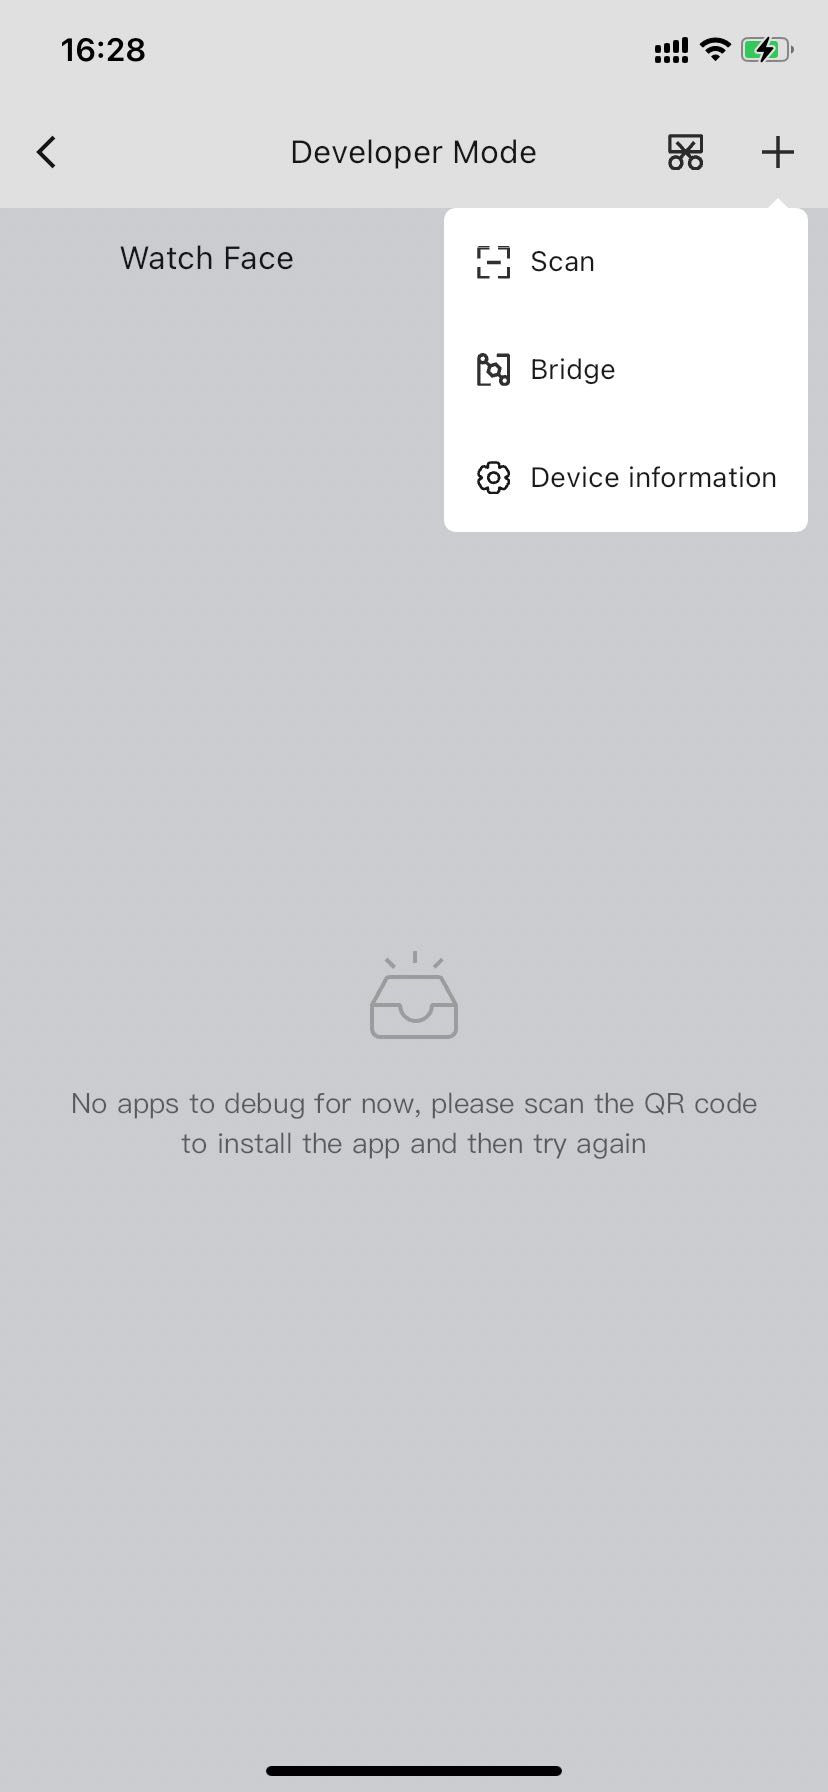 16:28
Developer Mode
Watch Face
Scan
Bridge
Device information
No apps to debug for now, please scan the QR code
to install the app and then try again